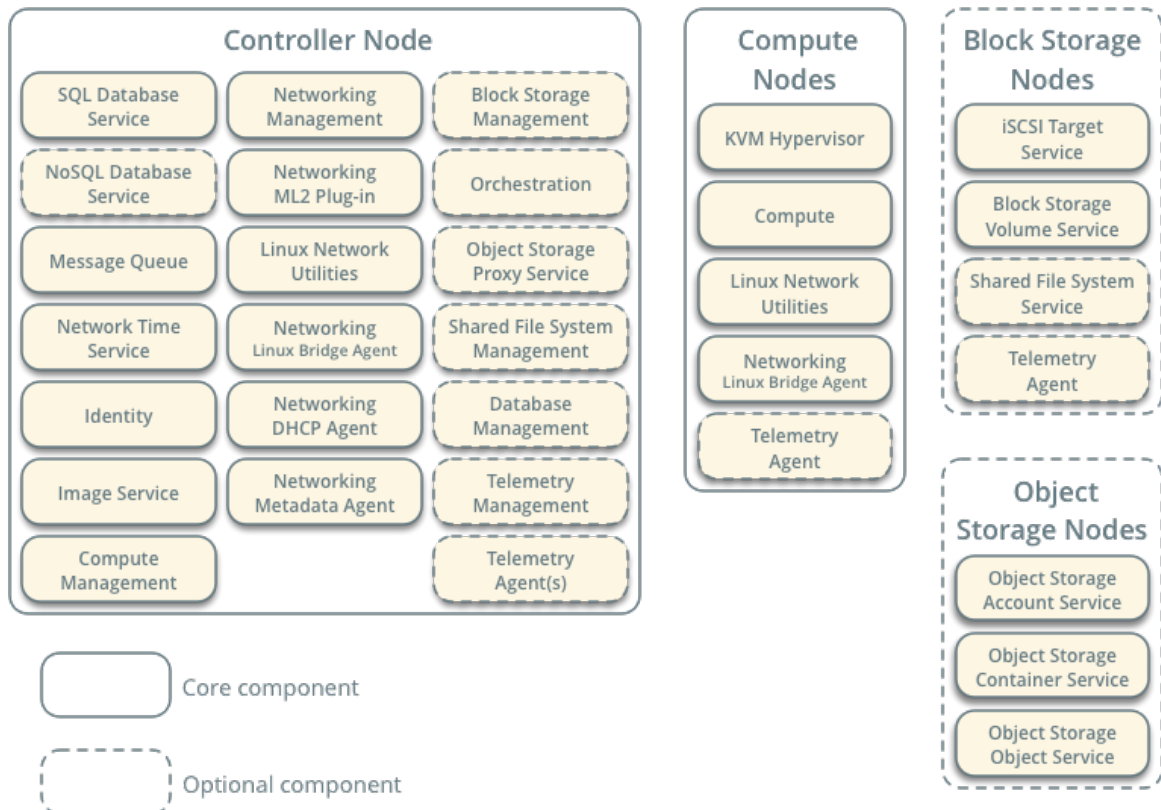 Controller Node
SQL Database
Service
Networking
Management
Block Storage
Management
NoSQL Database
Service
Networking
ML2 Plug-in
Orchestration
Message Queue
Linux Network
Utilities
Object Storage
Proxy Service
Network Time
Service
Networking
Linux Bridge Agent
Shared File System
Management
Identity
Networking
DHCP Agent
Database
Management
Image Service
Networking
Metadata Agent
Telemetry
Management
Compute
Management
Telemetry
Agent(s)
Compute
Nodes
KVM Hypervisor
Compute
Linux Network
Utilities
Networking
Linux Bridge Agent
Telemetry
Agent
Block Storage
Nodes
iSCSI Target
Service
Block Storage
Volume Service
Shared File System
Service
Telemetry
Agent
Object
Storage Nodes
Object Storage
Account Service
Object Storage
Container Service
Object Storage
Object Service
Core component
Optional component